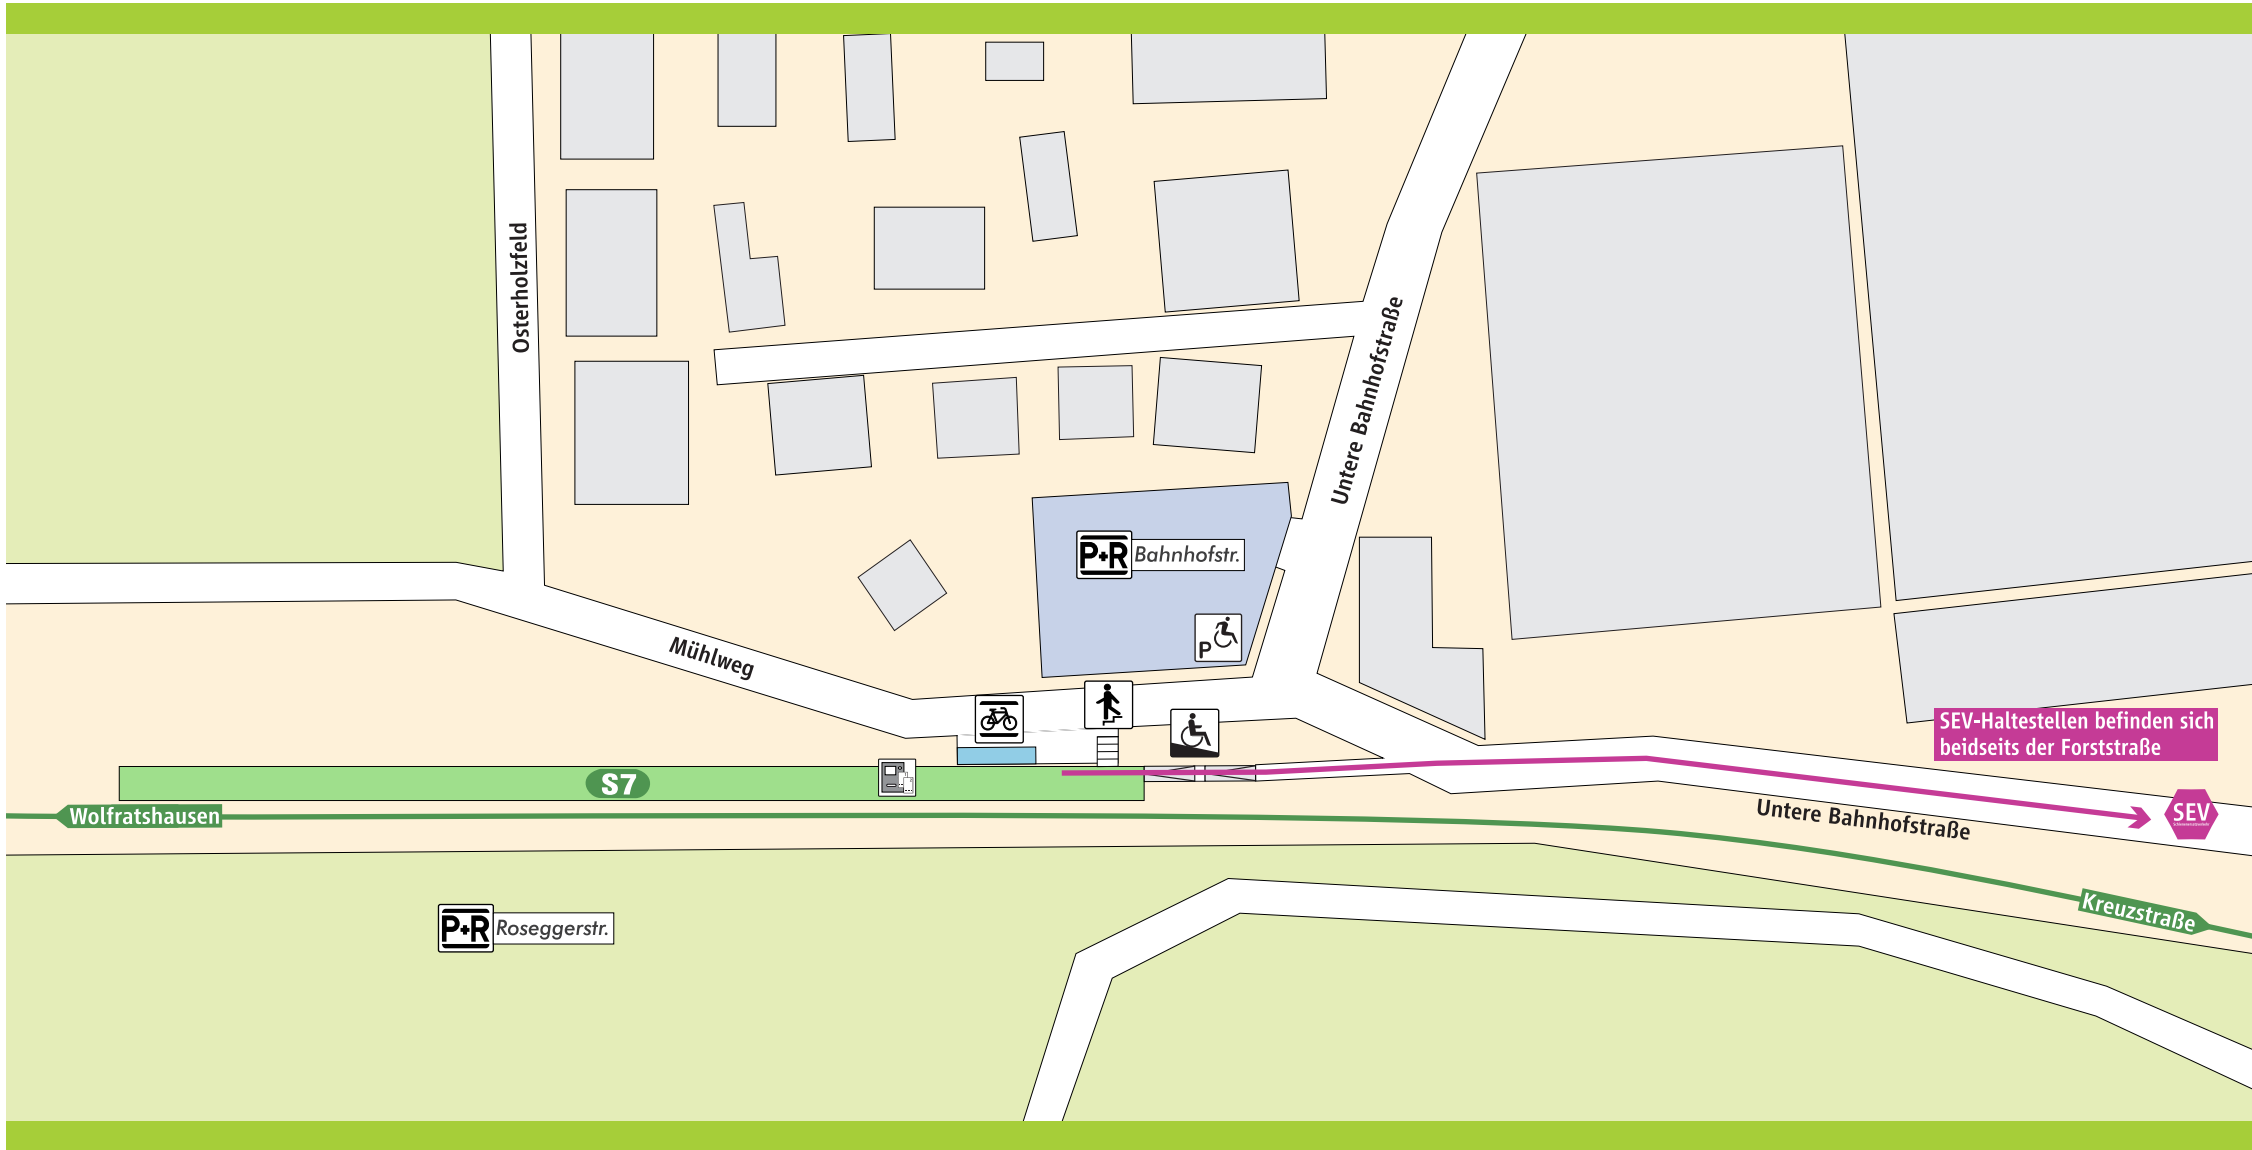 Osterholzfeld
Untere Bahnhofstraße
P+R Bahnhofstr.
P
Mühlweg
SEV-Haltestellen befinden sich
beidseits der Forststraße
S7
Wolfratshausen
Untere Bahnhofstraße
SEV
Kreuzstraße
P+R Roseggerstr.